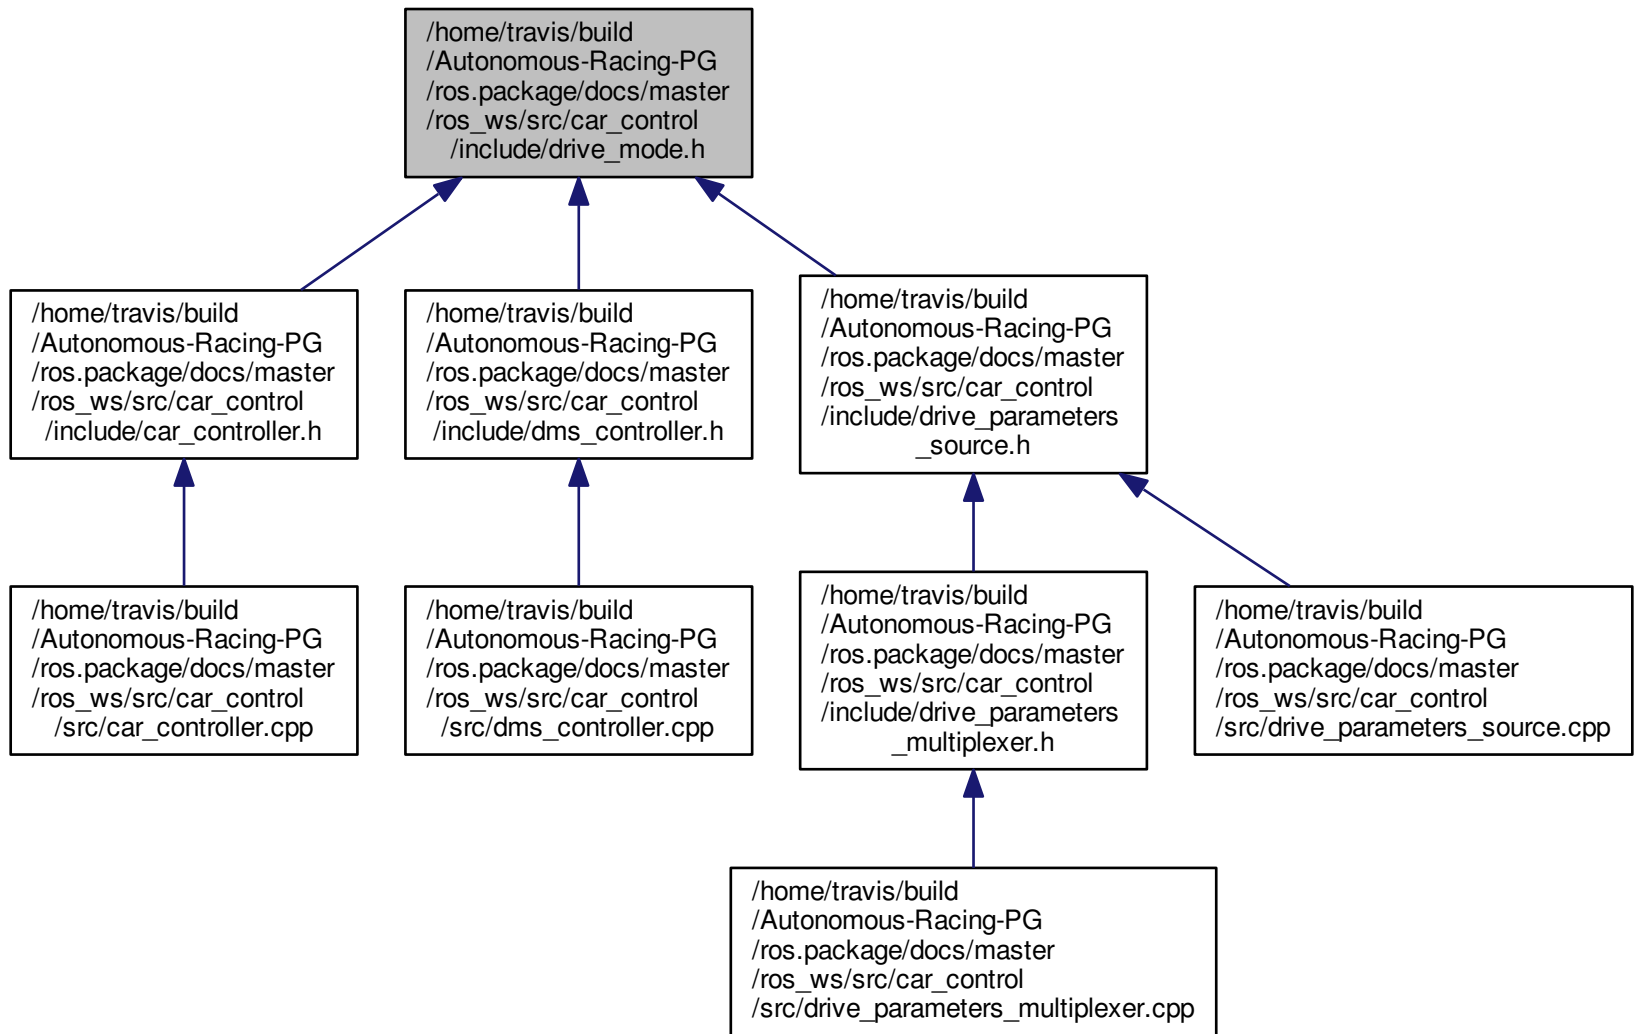 /home/travis/build
/Autonomous-Racing-PG
/ros.package/docs/master
/ros_ws/src/car_control
/include/drive_mode.h
/home/travis/build
/Autonomous-Racing-PG
/ros.package/docs/master
/ros_ws/src/car_control
/include/car_controller.h
/home/travis/build
/Autonomous-Racing-PG
/ros.package/docs/master
/ros_ws/src/car_control
/include/dms_controller.h
/home/travis/build
/Autonomous-Racing-PG
/ros.package/docs/master
/ros_ws/src/car_control
/include/drive_parameters
_source.h
/home/travis/build
/Autonomous-Racing-PG
/ros.package/docs/master
/ros_ws/src/car_control
/src/car_controller.cpp
/home/travis/build
/Autonomous-Racing-PG
/ros.package/docs/master
/ros_ws/src/car_control
/src/dms_controller.cpp
/home/travis/build
/Autonomous-Racing-PG
/ros.package/docs/master
/ros_ws/src/car_control
/include/drive_parameters
_multiplexer.h
/home/travis/build
/Autonomous-Racing-PG
/ros.package/docs/master
/ros_ws/src/car_control
/src/drive_parameters_source.cpp
/home/travis/build
/Autonomous-Racing-PG
/ros.package/docs/master
/ros_ws/src/car_control
/src/drive_parameters_multiplexer.cpp